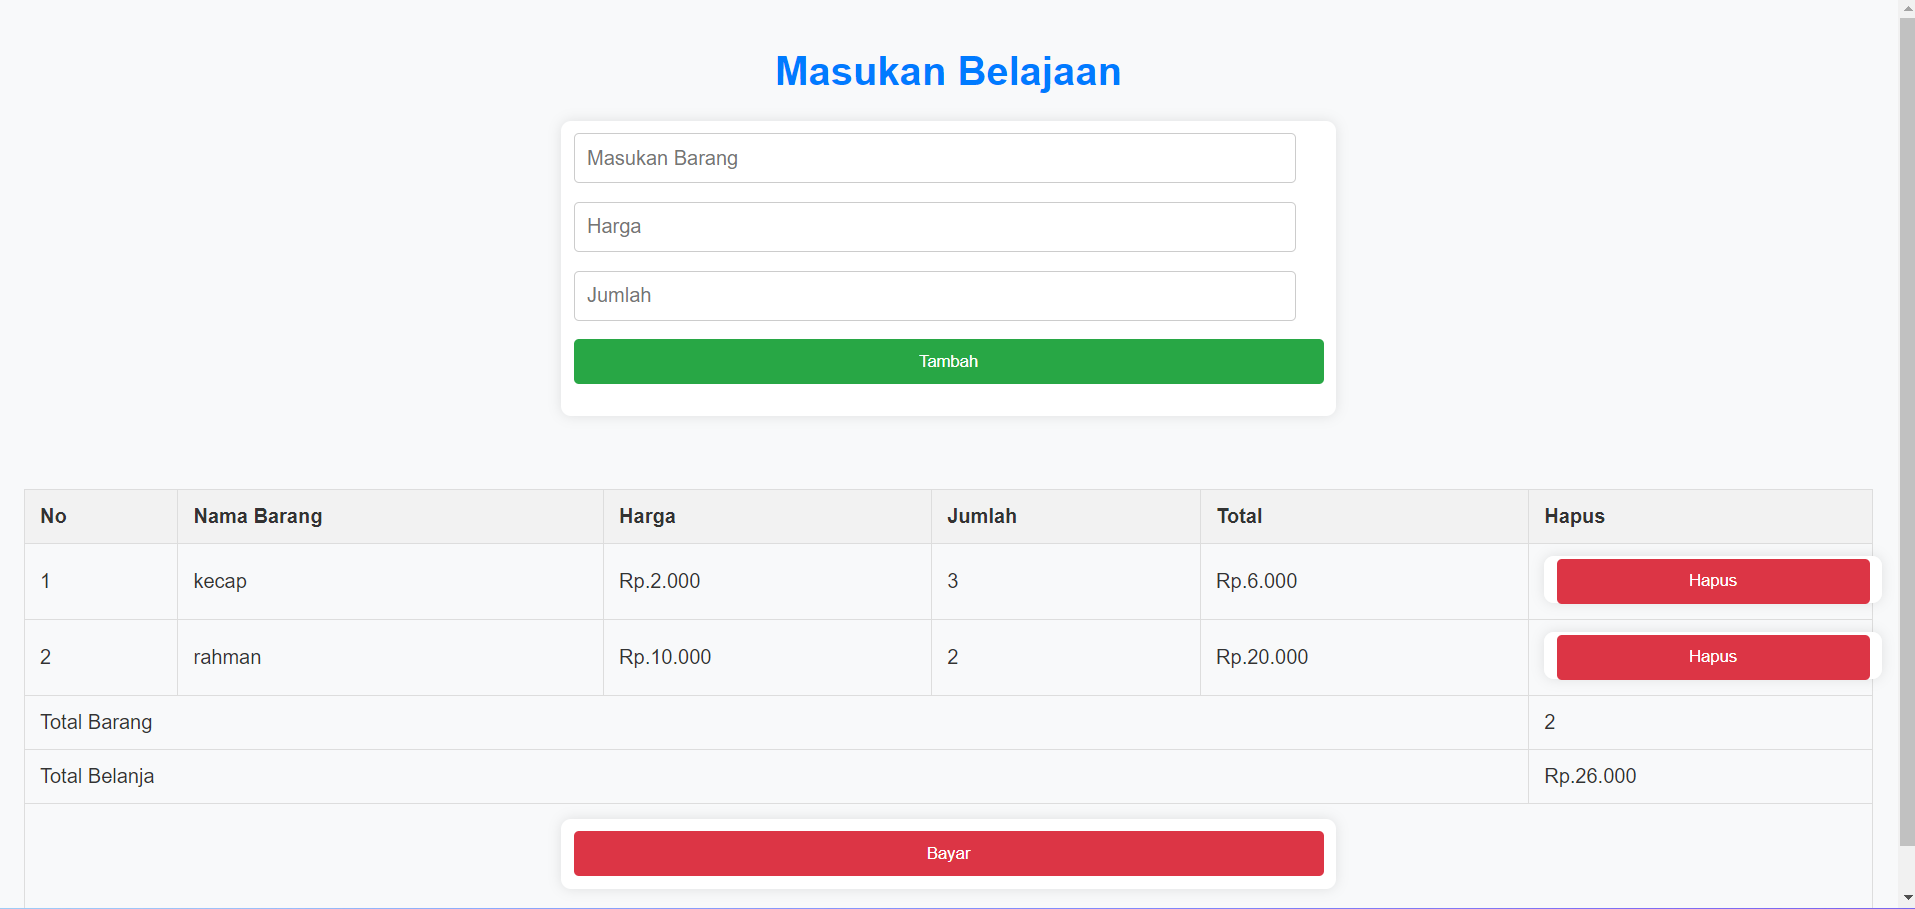 Masukan Belajaan
Masukan Barang
Harga
Jumlah
Tambah
No Nama Barang Harga Jumlah Total Hapus
1 kecap Rp.2.000 3 Rp.6.000 Hapus
2 rahman Rp.10.000 2 Rp.20.000 Hapus
Total Barang 2
Total Belanja Rp.26.000
Bayar